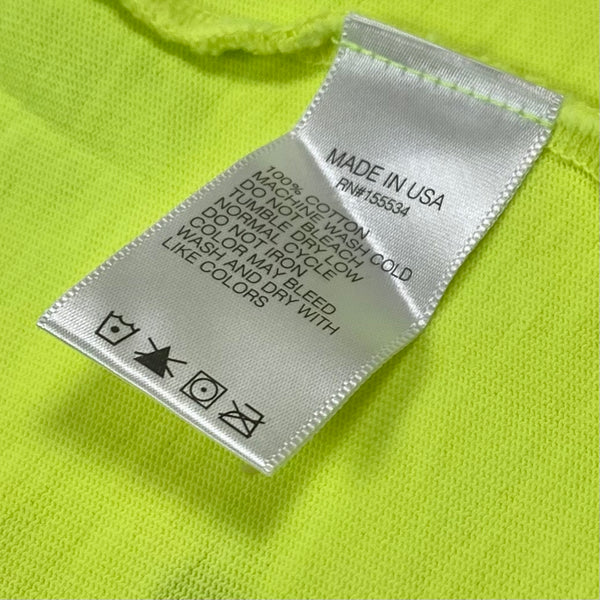 MADE IN USA
RN#155534
100% COTTON
MACHINE WASH COLD
DO NOT BLEACH
TUMBLE DRY LOW
NORMAL CYCLE
DO NOT IRON
COLOR MAY BLEED
WASH AND DRY WITH
LIKE COLORS